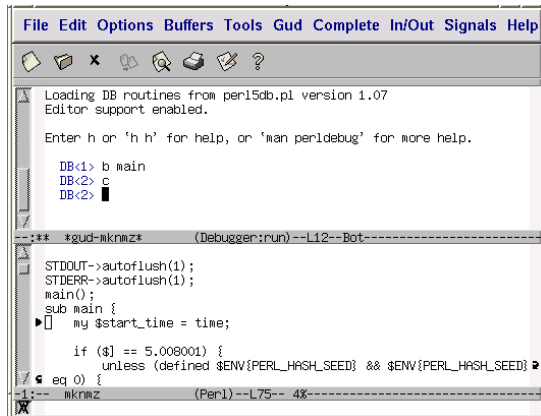 File Edit Options Buffers Tools Gud Complete In/Out Signals Help
Loading DB routines from perl5db.pl version 1.07
Editor support enabled.
Enter h or `h h' for help, or `man perldebug' for more help.
DB<1> b main
DB<2> c
DB<2>
--:** *gud-mknmz* (Debugger:run)--L12--Bot------------------------
STDOUT->autoflush(1);
STDERR->autoflush(1);
main();
sub main {
my $start_time = time;
if ($] == 5.008001) {
unless (defined $ENV{PERL_HASH_SEED} && $ENV{PERL_HASH_SEED}
eq 0) {
-1:-- mknmz (Perl)--L75-- 4%--------------------------------